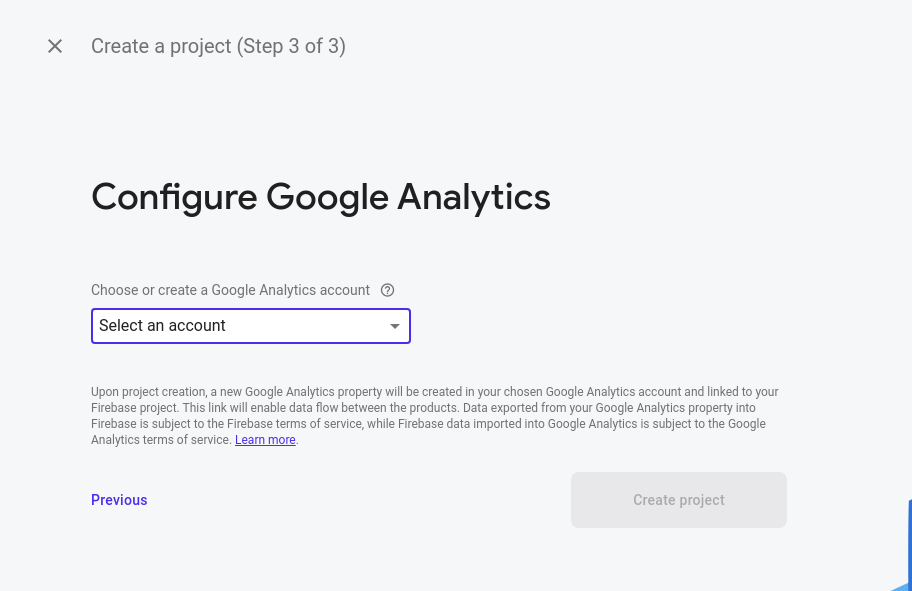 Create a project (Step 3 of 3)
Configure Google Analytics
Choose or create a Google Analytics account
Select an account
Upon project creation, a new Google Analytics property will be created in your chosen Google Analytics account and linked to your
Firebase project. This link will enable data flow between the products. Data exported from your Google Analytics property into
Firebase is subject to the Firebase terms of service, while Firebase data imported into Google Analytics is subject to the Google
Analytics terms of service. Learn more.
Previous
Create project